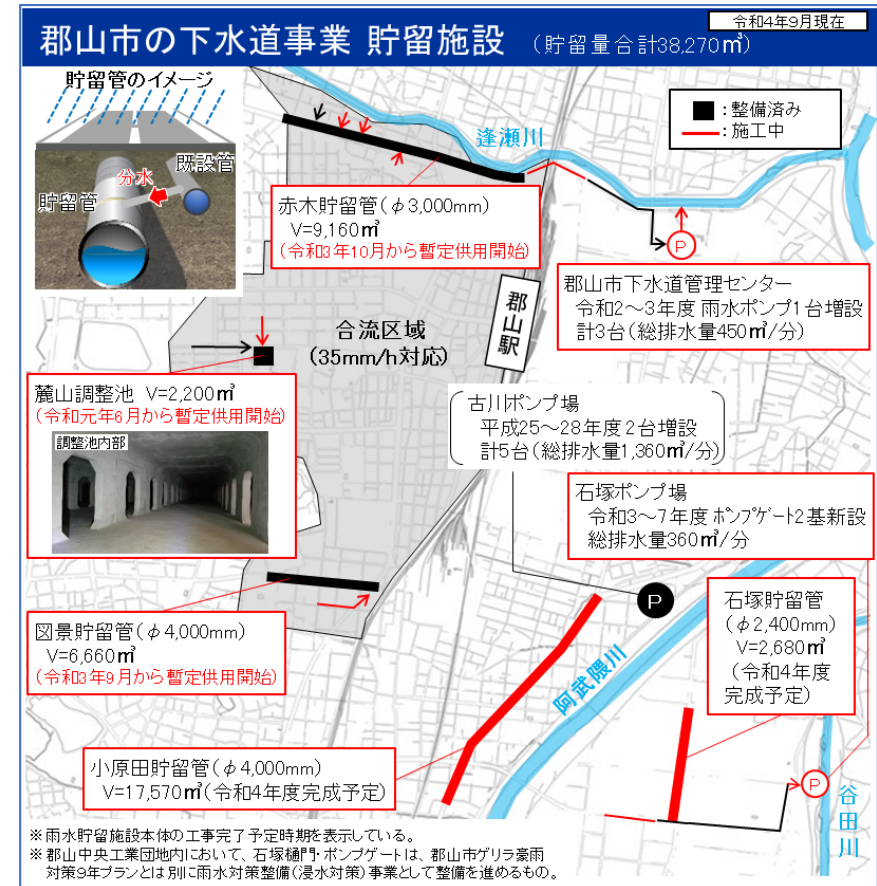 令和4年9月現在
郡山市の下水道事業 貯留施設 (貯留量合計38,270㎥)
貯留管のイメージ
既設管
分水
貯留管
■:整備済み
:施工中
逢瀬川
赤木貯留管(φ3,000mm)
V=9,160㎥
(令和3年10月から暫定供用開始)
P
郡山市下水道管理センター
令和2～3年度 雨水ポンプ1台増設
計3台(総排水量450㎥/分)
郡山駅
合流区域
(35mm/h対応)
麓山調整池 V=2,200㎥
(令和元年6月から暫定供用開始)
調整池内部
古川ポンプ場
平成25～28年度 2台増設
計5台(総排水量1,360㎥/分)
石塚ポンプ場
令和3～7年度 ポンプゲート2基新設
総排水量360㎥/分
P
石塚貯留管
(φ2,400mm)
V=2,680㎥
(令和4年度
完成予定)
図景貯留管(φ4,000mm)
V=6,660㎥
(令和3年9月から暫定供用開始)
阿武隈川
小原田貯留管(φ4,000mm)
V=17,570㎥(令和4年度完成予定)
P
谷田川
※雨水貯留施設本体の工事完了予定時期を表示している。
※郡山中央工業団地内において、石塚樋門・ポンプゲートは、郡山市ゲリラ豪雨
対策9年プランとは別に雨水対策整備(浸水対策)事業として整備を進めるもの。